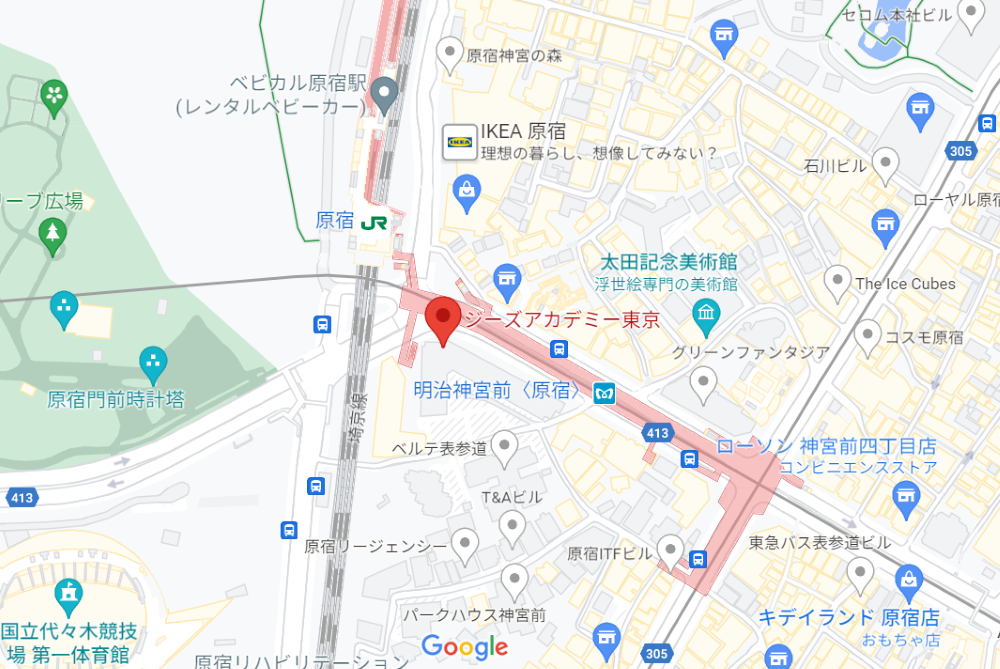 セコム本社ビル
原宿神宮の森
ベビカル原宿駅
(レンタルベビーカー)
IKEA
IKEA 原宿
理想の暮らし、想像してみない？
305
石川ビル
リーブ広場
ローヤル原宿
原宿
JR
太田記念美術館
浮世絵専門の美術館
The Ice Cubes
ジーズアカデミー東京
コスモ原宿
グリーンファンタジア
原宿門前時計塔
明治神宮前〈原宿〉
埼京線
413
ベルテ表参道
ローソン 神宮前四丁目店
コンビニエンスストア
413
T&Aビル
原宿リージェンシー
原宿ITFビル
東急バス表参道ビル
パークハウス神宮前
キデイランド 原宿店
おもちゃ店
国立代々木競技
場 第一体育館
Google
305
原宿リハビリテーション